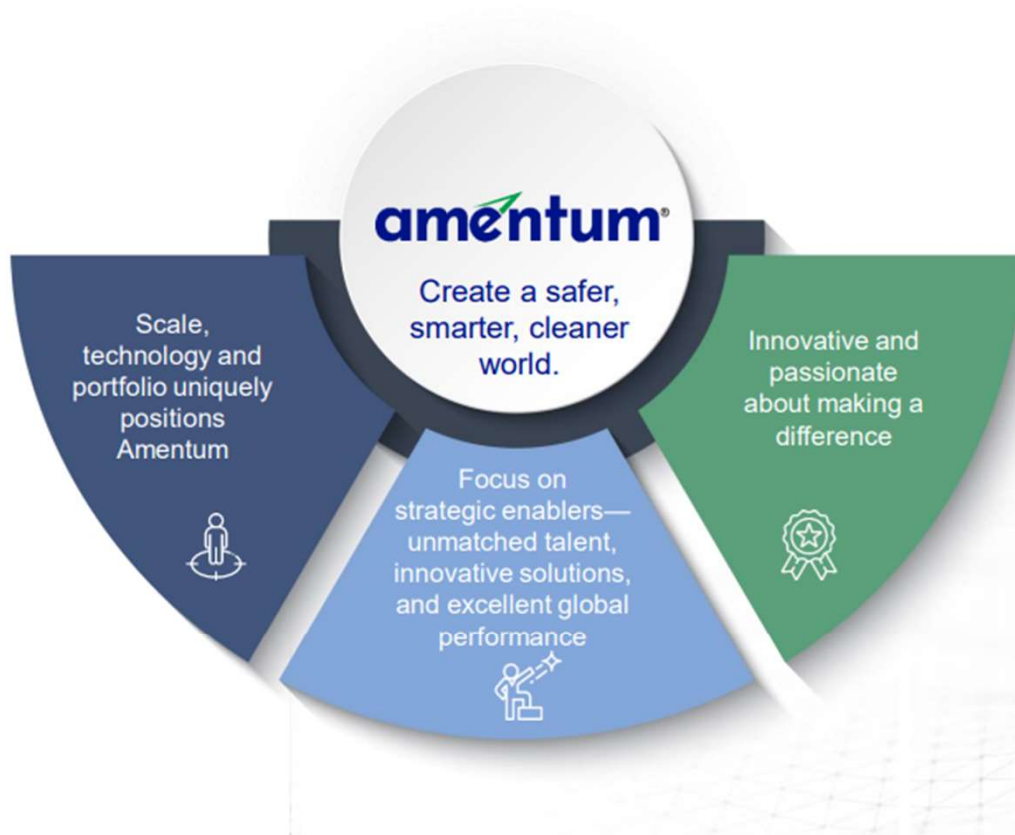 amentum®
Create a safer,
smarter, cleaner
world.
Scale,
technology and
portfolio uniquely
positions
Amentum
Focus on
strategic enablers—
unmatched talent,
innovative solutions,
and excellent global
performance
Innovative and
passionate
about making a
difference